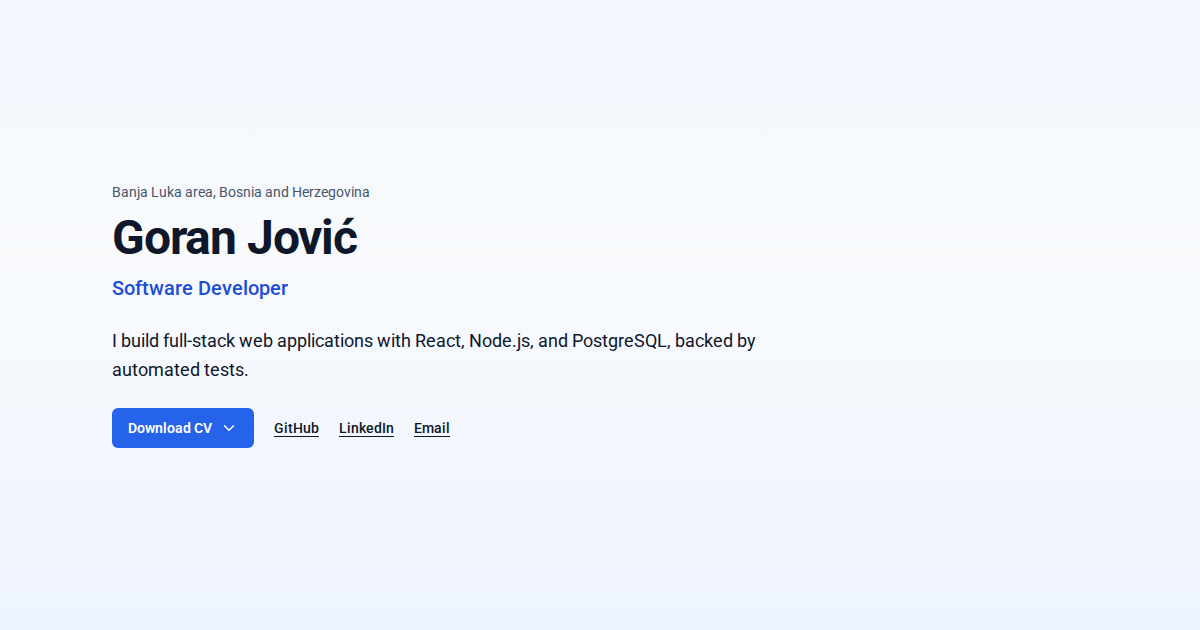 Banja Luka area, Bosnia and Herzegovina
Goran Jović
Software Developer
I build full-stack web applications with React, Node.js, and PostgreSQL, backed by
automated tests.
Download CV GitHub LinkedIn Email